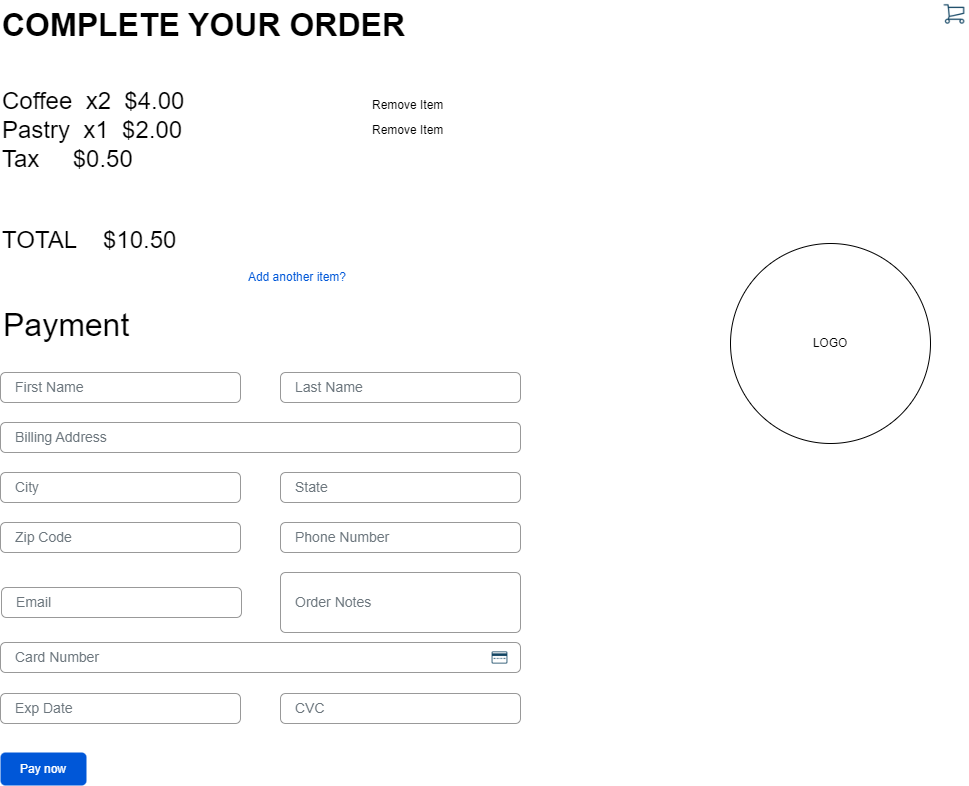 COMPLETE YOUR ORDER
Coffee x2 $4.00 Remove Item
Pastry x1 $2.00 Remove Item
Tax $0.50
TOTAL $10.50
Add another item?
Payment
LOGO
First Name Last Name
Billing Address
City State
Zip Code Phone Number
Email Order Notes
Card Number
Exp Date CVC
Pay now